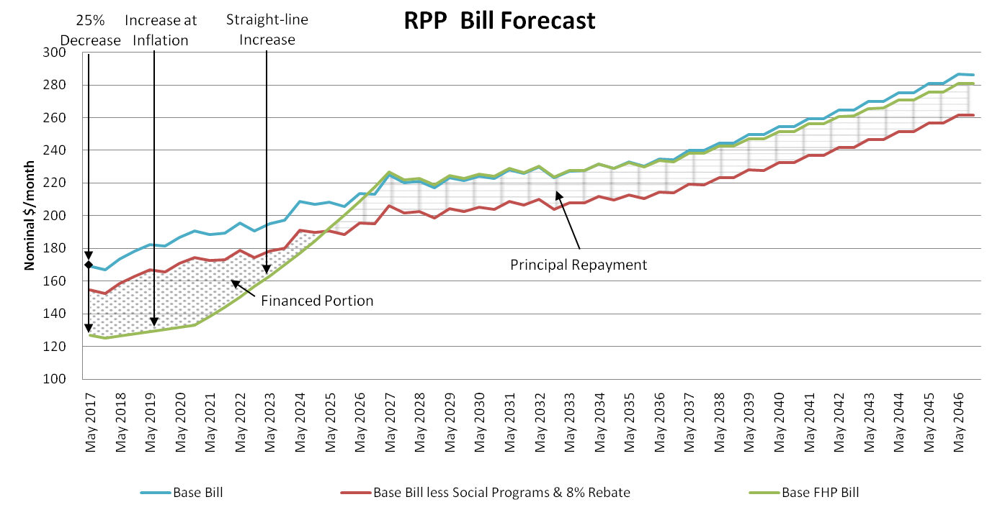 RPP Bill Forecast
25%
Decrease
Increase at
Inflation
Straight-line
Increase
300
280
260
240
220
200
180
160
140
120
100
Nominal $/month
Principal Repayment
Financed Portion
May 2017
May 2018
May 2019
May 2020
May 2021
May 2022
May 2023
May 2024
May 2025
May 2026
May 2027
May 2028
May 2029
May 2030
May 2031
May 2032
May 2033
May 2034
May 2035
May 2036
May 2037
May 2038
May 2039
May 2040
May 2041
May 2042
May 2043
May 2044
May 2045
May 2046
Base Bill
Base Bill less Social Programs & 8% Rebate
Base FHP Bill